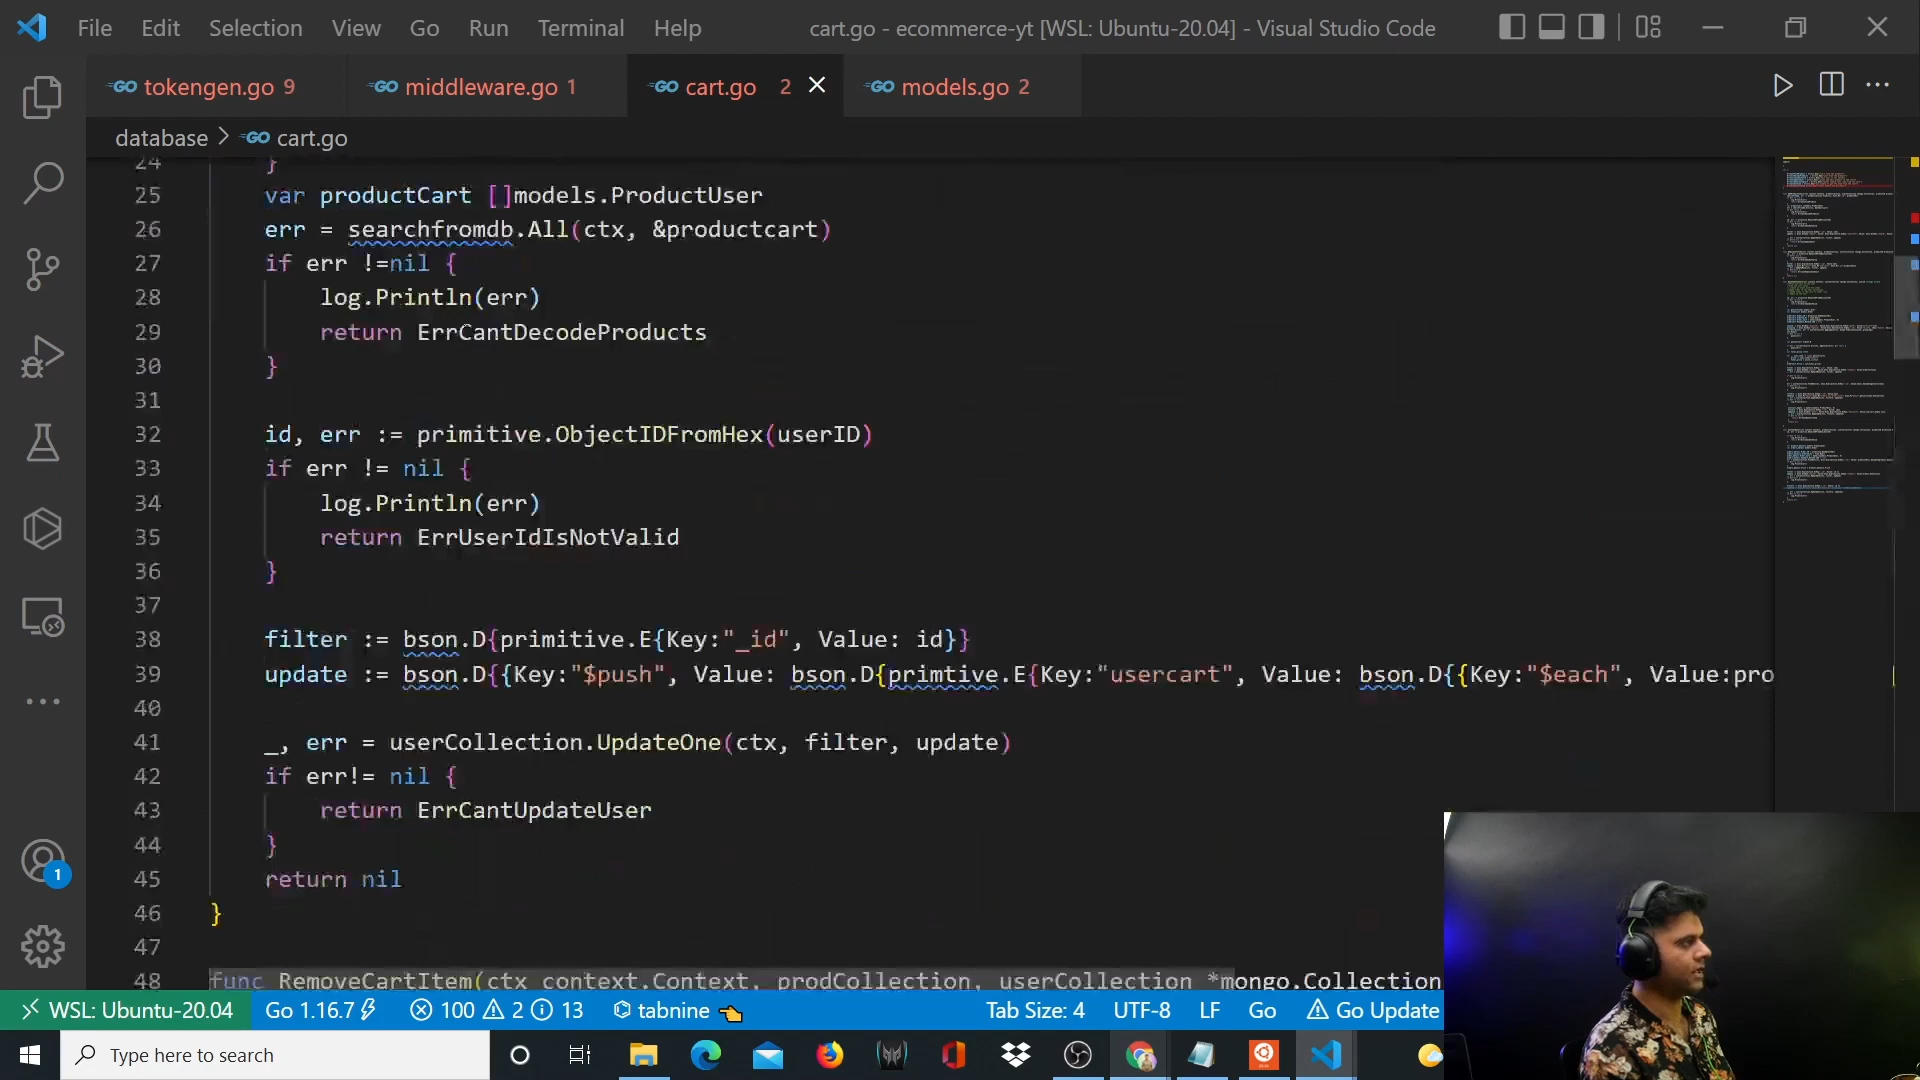 File Edit Selection View Go Run Terminal Help cart.go - ecommerce-yt [WSL: Ubuntu-20.04] - Visual Studio Code
tokengen.go 9 middleware.go 1 cart.go 2 models.go 2
database > cart.go
24 }
25 var productCart []models.ProductUser
26 err = searchfromdb.All(ctx, &productcart)
27 if err !=nil {
28 log.Println(err)
29 return ErrCantDecodeProducts
30 }
31
32 id, err := primitive.ObjectIDFromHex(userID)
33 if err != nil {
34 log.Println(err)
35 return ErrUserIdIsNotValid
36 }
37
38 filter := bson.D{primitive.E{Key:"_id", Value: id}}
39 update := bson.D{{Key:"$push", Value: bson.D{primtive.E{Key:"usercart", Value: bson.D{{Key:"$each", Value:pro
40
41 _, err = userCollection.UpdateOne(ctx, filter, update)
42 if err!= nil {
43 return ErrCantUpdateUser
44 }
45 return nil
46 }
47
48 func RemoveCartItem(ctx context.Context, prodCollection, userCollection *mongo.Collection
1
WSL: Ubuntu-20.04 Go 1.16.7 100 2 13 tabnine Tab Size: 4 UTF-8 LF Go Go Update
Type here to search